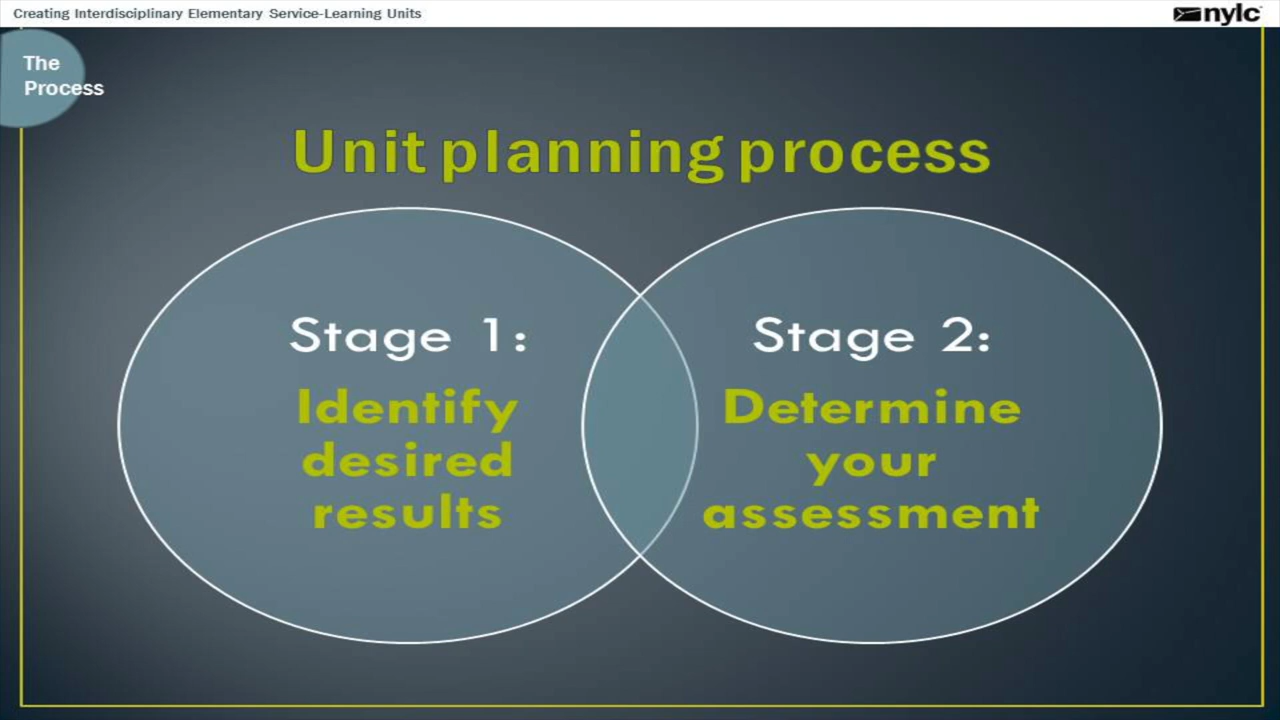 Creating Interdisciplinary Elementary Service-Learning Units
nylc
The
Process
Unit planning process
Stage 1:
Identify
desired
results
Stage 2:
Determine
your
assessment